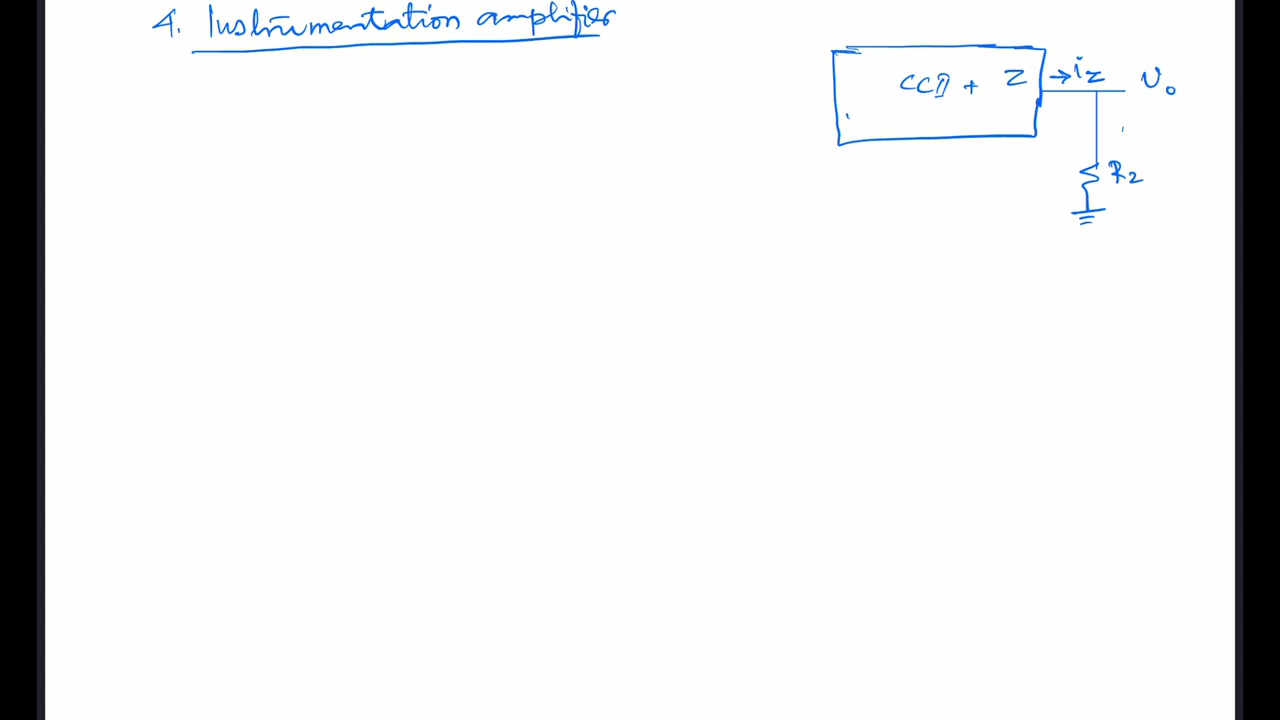 4. Instrumentation amplifier
CCII + Z → iz vo
R2